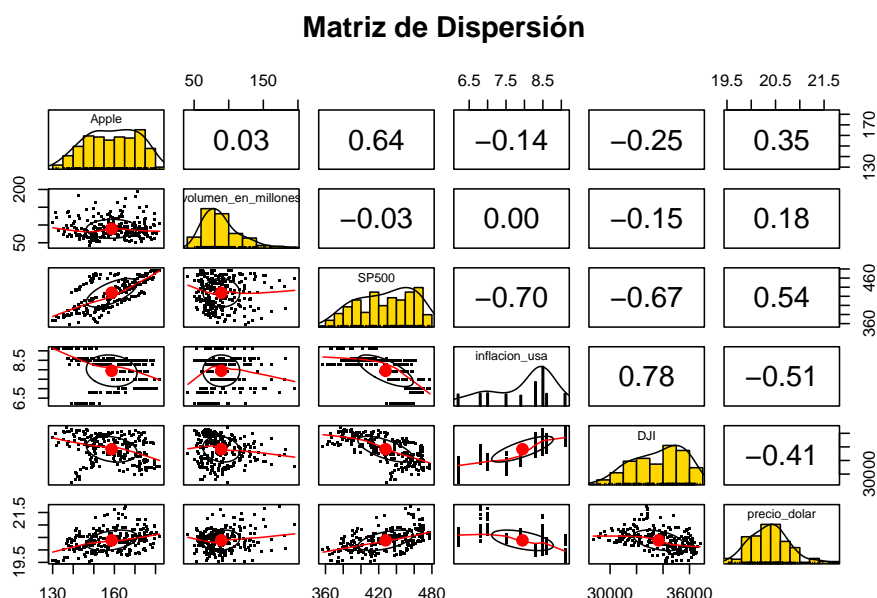 Matriz de Dispersión
50 150 6.5 7.5 8.5 19.5 20.5 21.5
Apple 0.03 0.64 −0.14 −0.25 0.35 130 170
50 200 volumen_en_millones −0.03 0.00 −0.15 0.18
SP500 −0.70 −0.67 0.54 360 460
6.5 8.5 inflacion_usa 0.78 −0.51
DJI −0.41 30000
19.5 21.5 precio_dolar
130 160 360 420 480 30000 36000